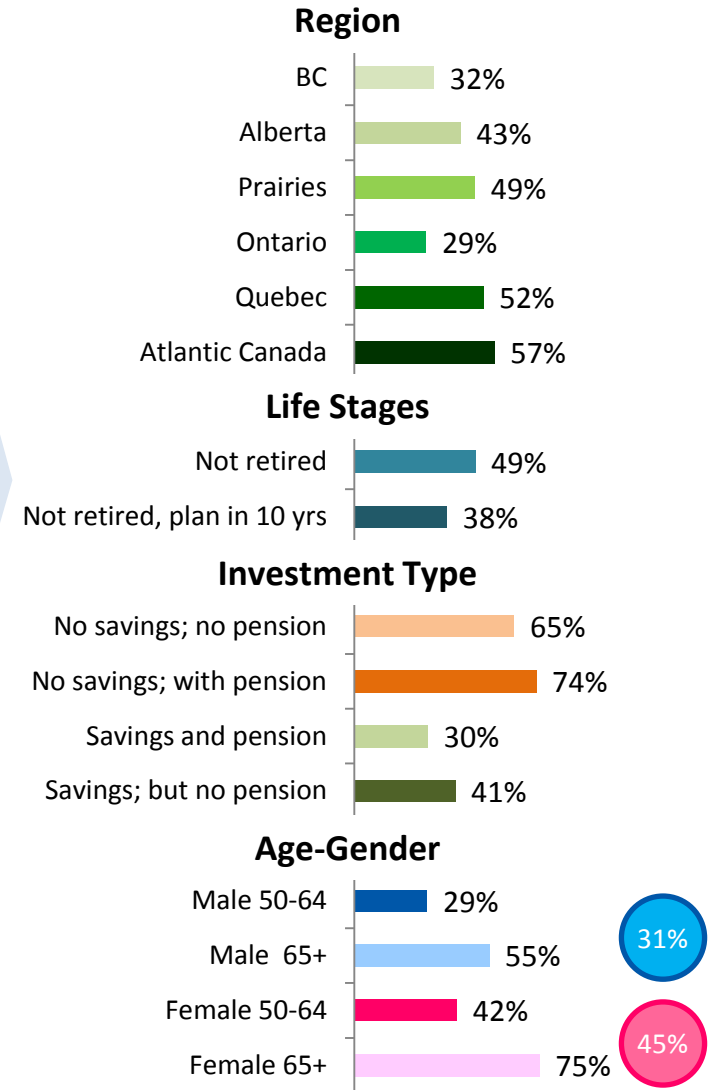 Region
BC 32%
Alberta 43%
Prairies 49%
Ontario 29%
Quebec 52%
Atlantic Canada 57%
Life Stages
Not retired 49%
Not retired, plan in 10 yrs 38%
Investment Type
No savings; no pension 65%
No savings; with pension 74%
Savings and pension 30%
Savings; but no pension 41%
Age-Gender
Male 50-64 29%
31%
Male 65+ 55%
Female 50-64 42%
45%
Female 65+ 75%